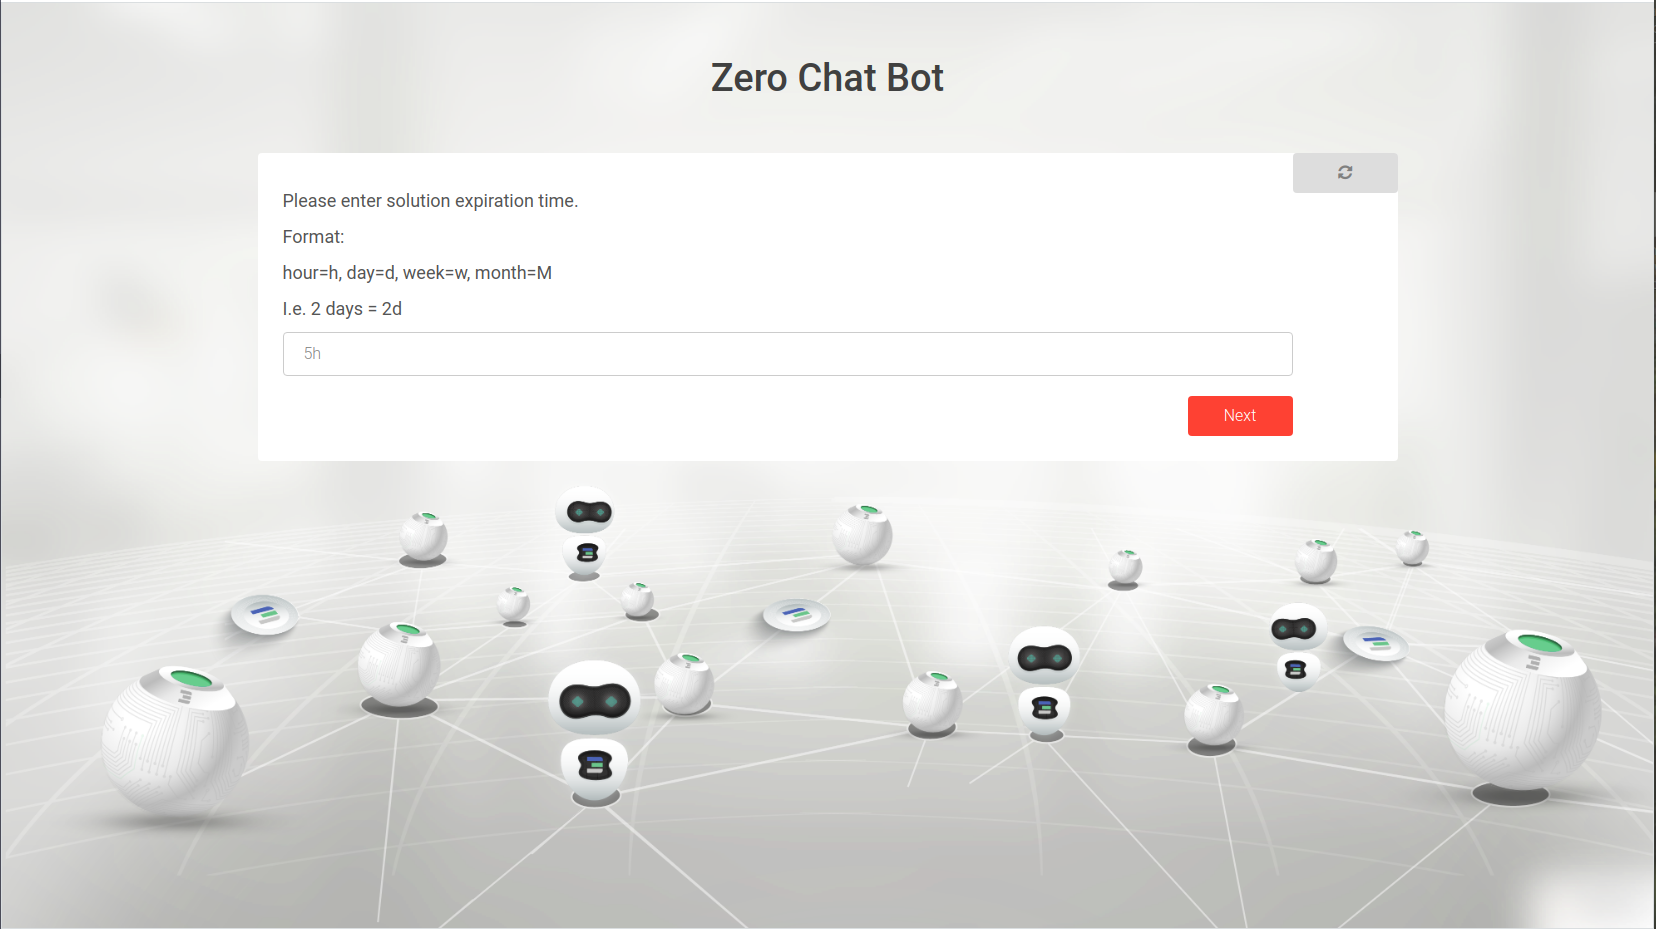 Zero Chat Bot
Please enter solution expiration time.
Format:
hour=h, day=d, week=w, month=M
I.e. 2 days = 2d
5h
Next